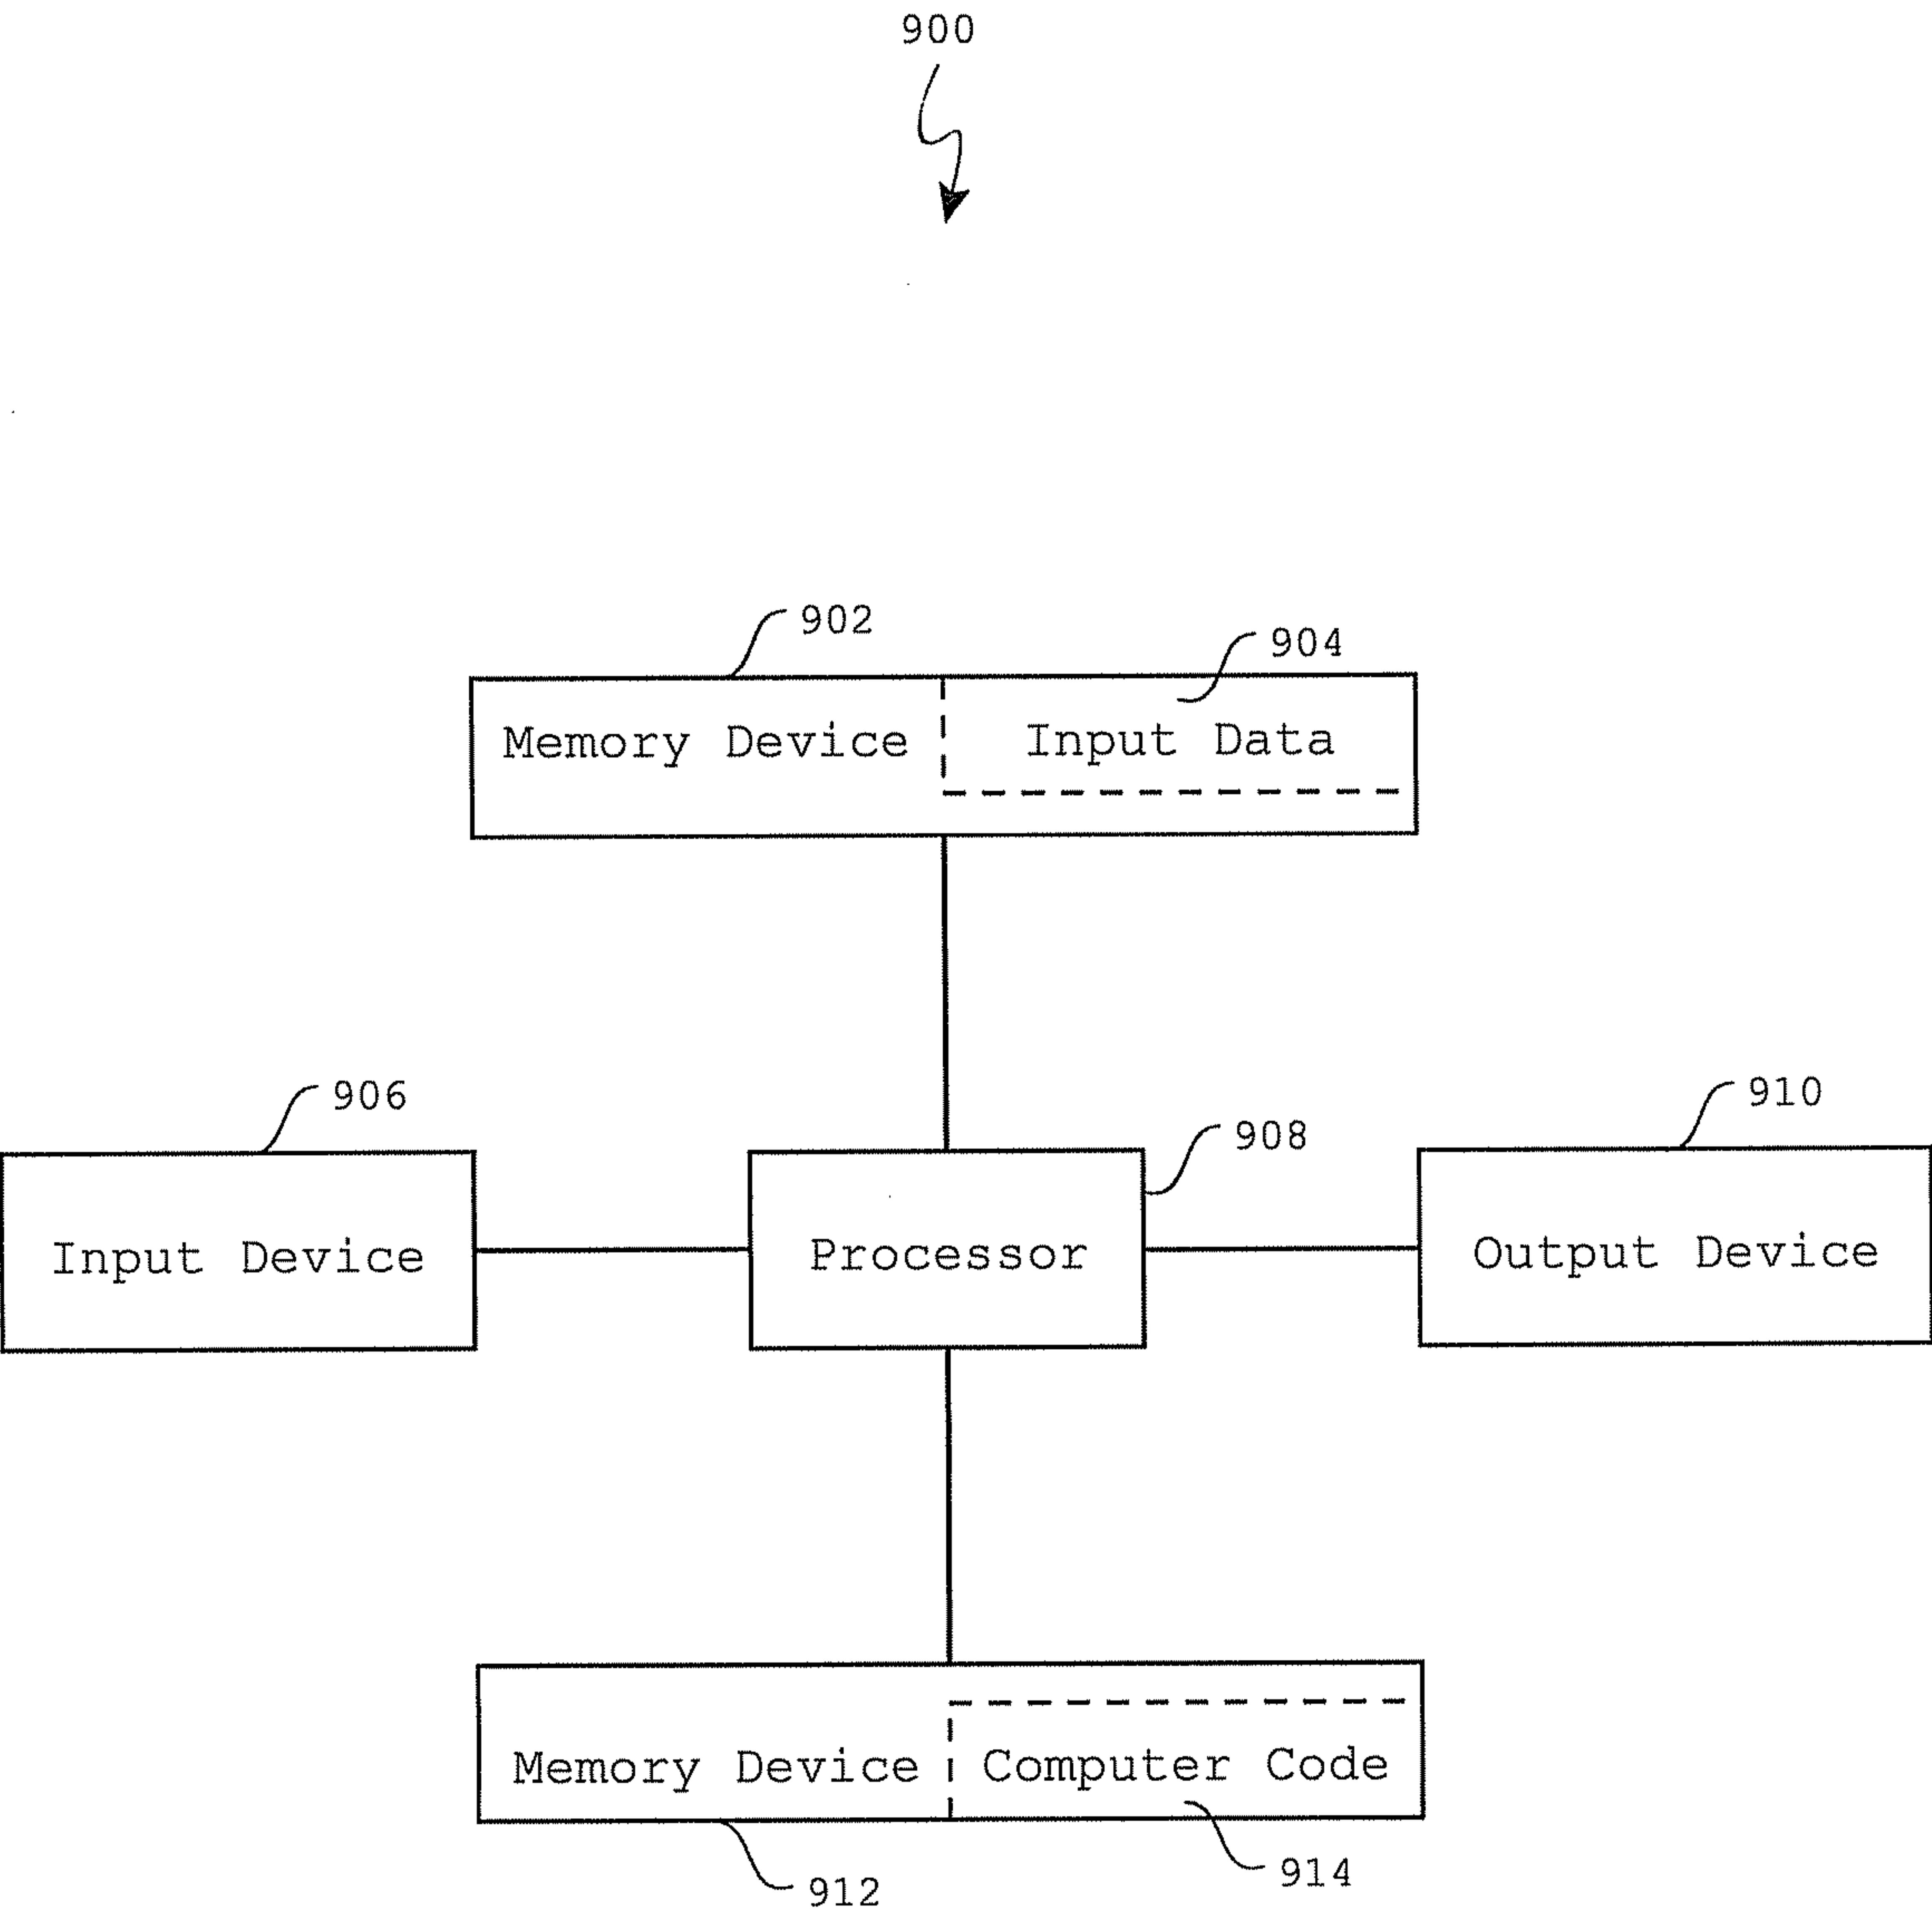 900
902
904
Memory Device
Input Data
906
910
908
Input Device
Processor
Output Device
Memory Device
Computer Code
914
912